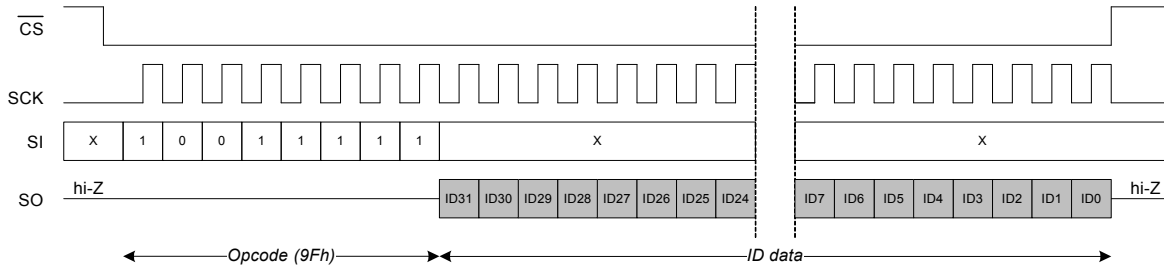 CS
SCK
SI X 1 0 0 1 1 1 1 1 X X
SO hi-Z ID31 ID30 ID29 ID28 ID27 ID26 ID25 ID24 ID7 ID6 ID5 ID4 ID3 ID2 ID1 ID0 hi-Z
Opcode (9Fh) ID data